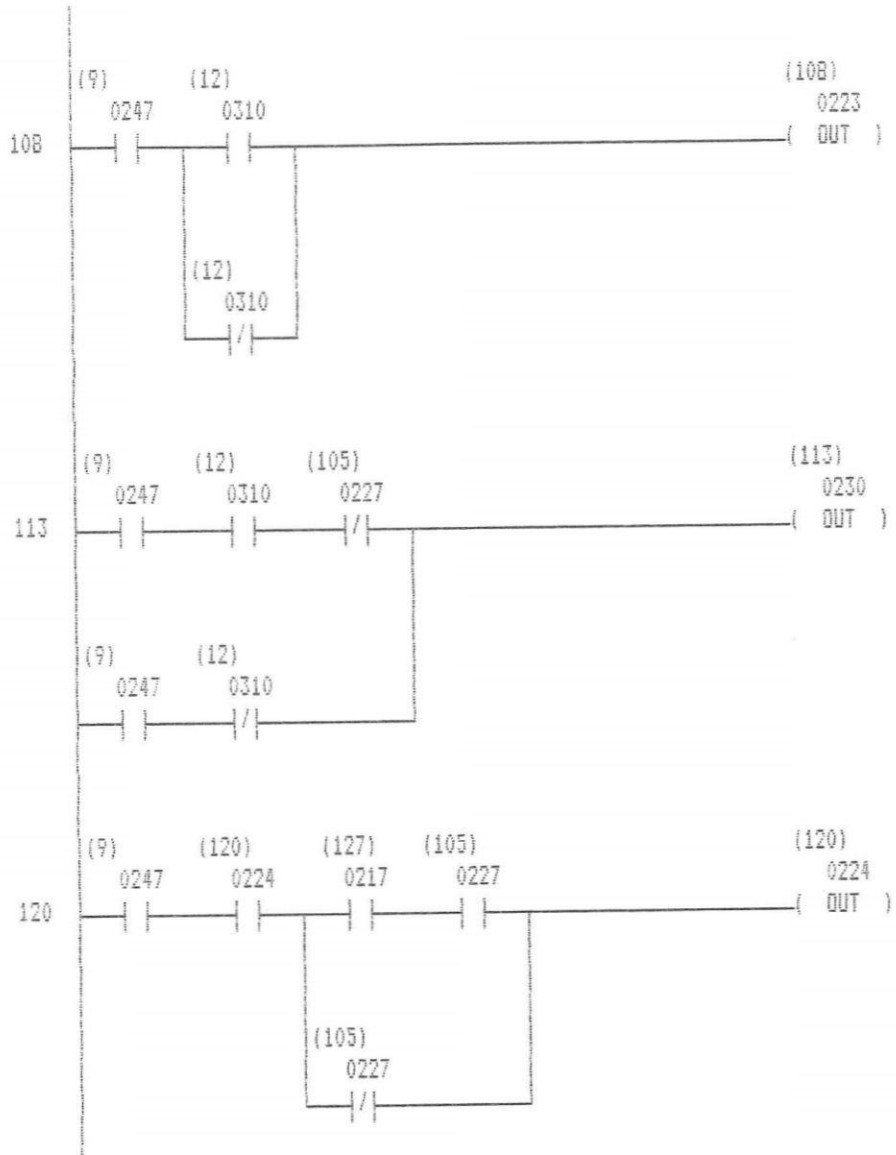 (9) (12) (108)
0247 0310 0223
108 ( OUT )
(12)
0310
(9) (12) (105) (113)
0247 0310 0227 0230
113 ( OUT )
(9) (12)
0247 0310
(9) (120) (127) (105) (120)
0247 0224 0217 0227 0224
120 ( OUT )
(105)
0227